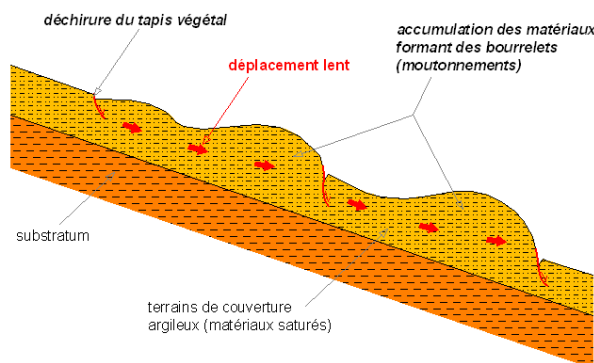 déchirure du tapis végétal
accumulation des matériaux
formant des bourrelets
(moutonnements)
déplacement lent
substratum
terrains de couverture
argileux (matériaux saturés)